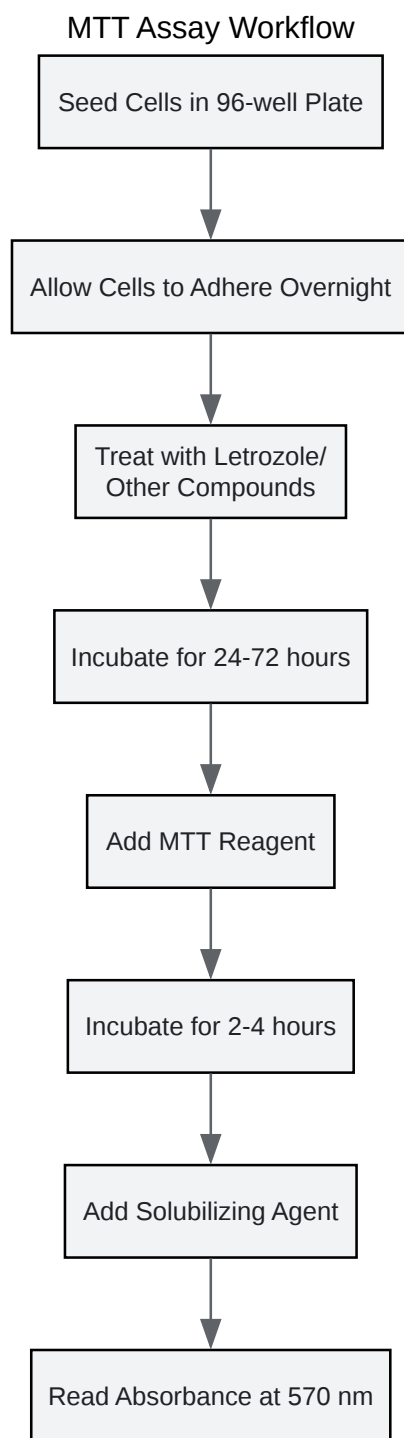 MTT Assay Workflow
Seed Cells in 96-well Plate
Allow Cells to Adhere Overnight
Treat with Letrozole/
Other Compounds
Incubate for 24-72 hours
Add MTT Reagent
Incubate for 2-4 hours
Add Solubilizing Agent
Read Absorbance at 570 nm